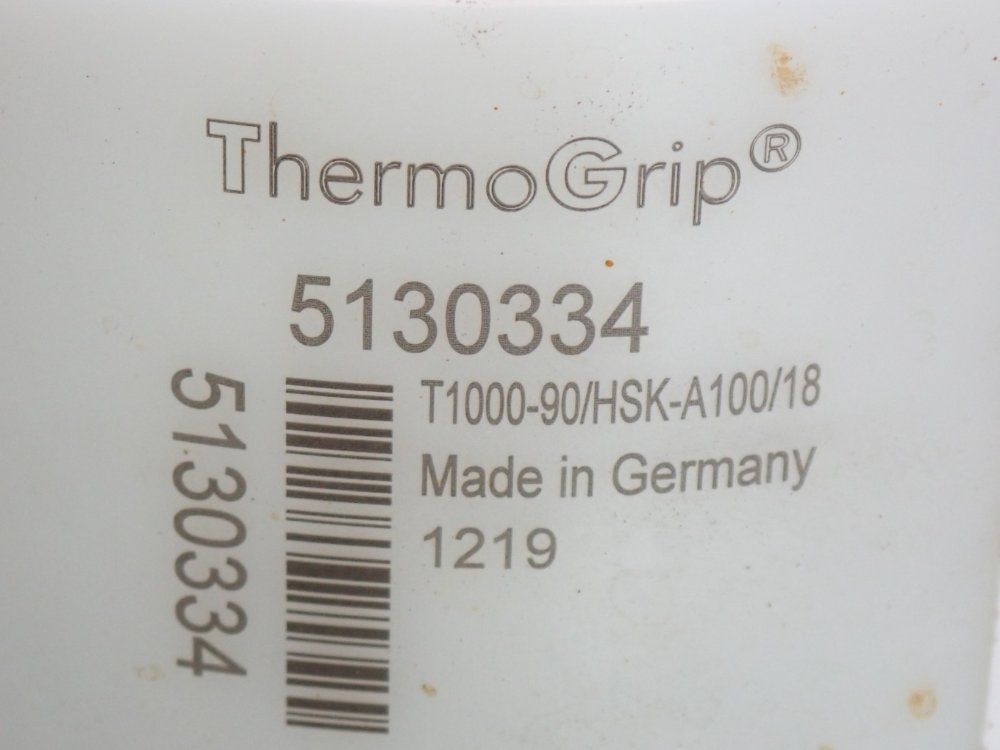 ThermoGrip®
5130334
T1000-90/HSK-A100/18
Made in Germany
1219
5130334